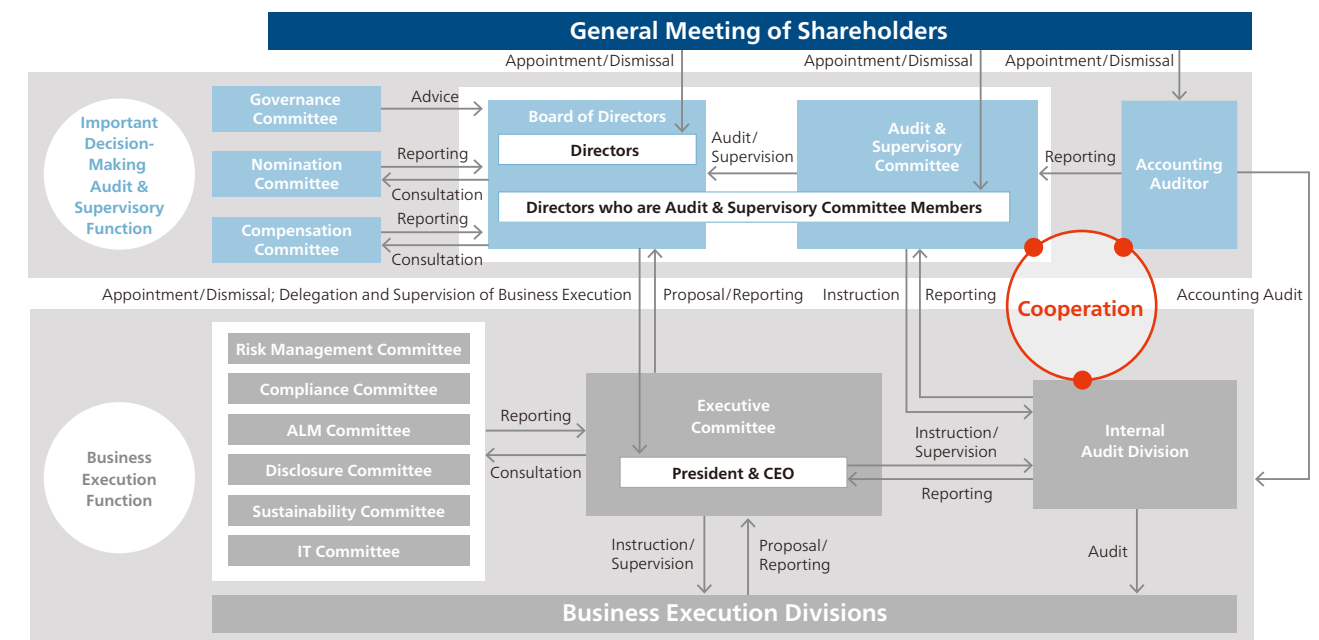 General Meeting of Shareholders
Appointment/Dismissal
Appointment/Dismissal
Appointment/Dismissal
Important
Decision-
Making
Audit &
Supervisory
Function
Governance
Committee
Advice
Nomination
Committee
Reporting
Consultation
Compensation
Committee
Reporting
Consultation
Board of Directors
Directors
Audit/
Supervision
Audit &
Supervisory
Committee
Directors who are Audit & Supervisory Committee Members
Reporting
Accounting
Auditor
Appointment/Dismissal; Delegation and Supervision of Business Execution
Proposal/Reporting
Instruction
Reporting
Cooperation
Accounting Audit
Business
Execution
Function
Risk Management Committee
Compliance Committee
ALM Committee
Disclosure Committee
Sustainability Committee
IT Committee
Reporting
Consultation
Executive
Committee
President & CEO
Instruction/
Supervision
Reporting
Internal
Audit Division
Instruction/
Supervision
Proposal/
Reporting
Audit
Business Execution Divisions